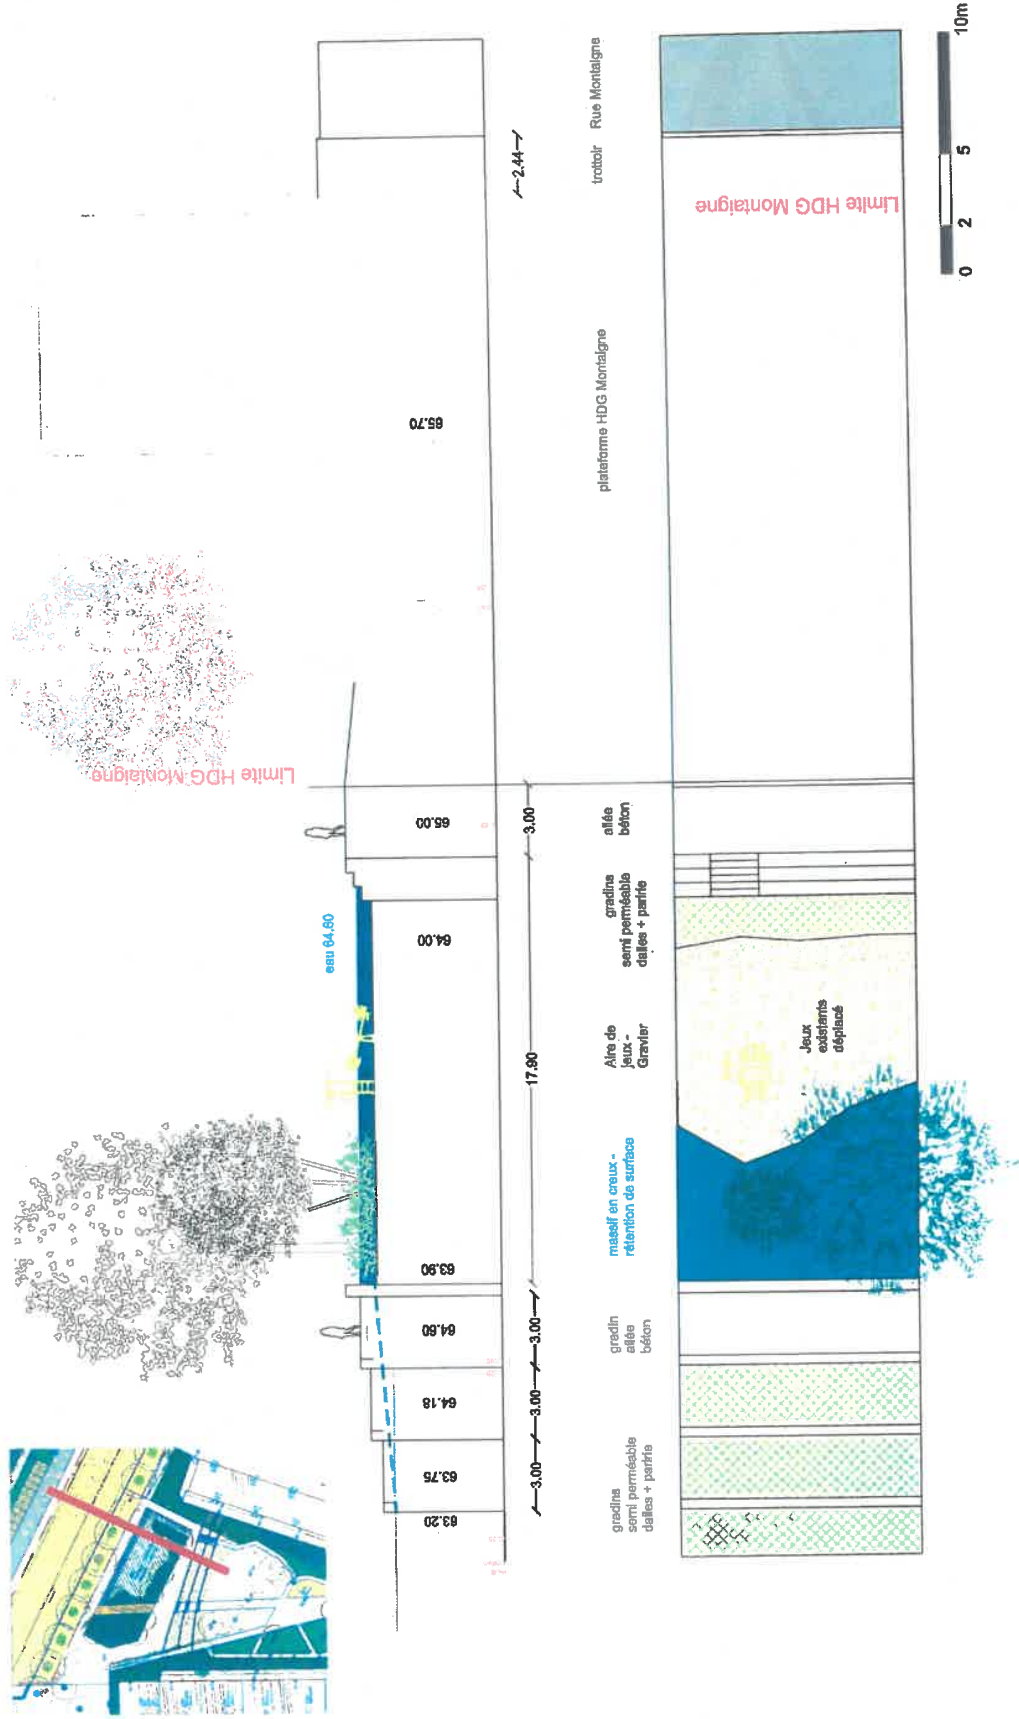 10m
5
2
0
Rue Montaigne
trottoir
2.44
Limite HDG Montaigne
plateforme HDG Montaigne
65.70
Limite HDG Montaigne
65.00
3.00
allée
béton
gradins
semi perméable
dalles + paririe
eau 64.60
64.00
17.90
Aire de
jeux -
Gravier
Jeux
existants
déplacé
massif en creux -
rétention de surface
63.90
64.60
3.00
gradin
allée
béton
64.18
3.00
63.75
3.00
63.20
gradins
semi perméable
dalles + paririe